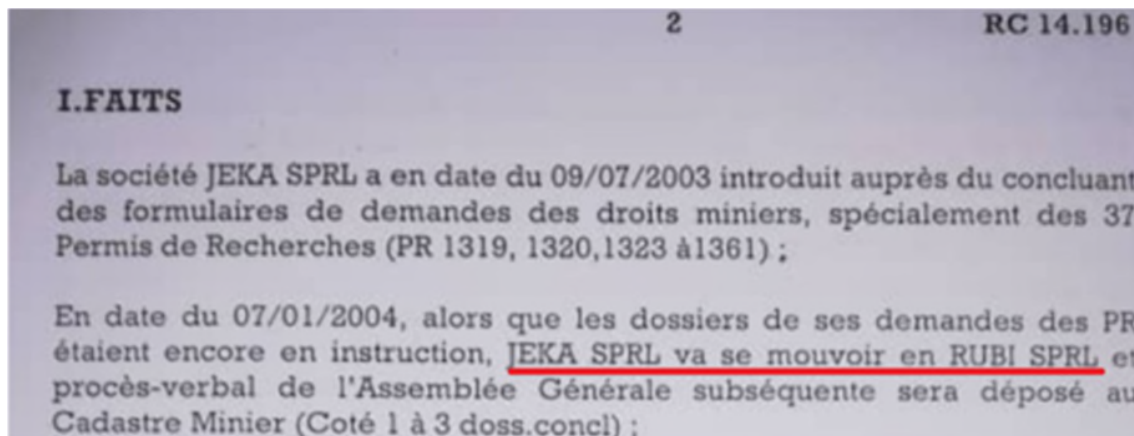 2 RC 14.196
I.FAITS
La société JEKA SPRL a en date du 09/07/2003 introduit auprès du concluant
des formulaires de demandes des droits miniers, spécialement des 37
Permis de Recherches (PR 1319, 1320,1323 à1361) ;
En date du 07/01/2004, alors que les dossiers de ses demandes des PR
étaient encore en instruction, JEKA SPRL va se mouvoir en RUBI SPRL et
procès-verbal de l'Assemblée Générale subséquente sera déposé au
Cadastre Minier (Coté 1 à 3 doss.concl) ;